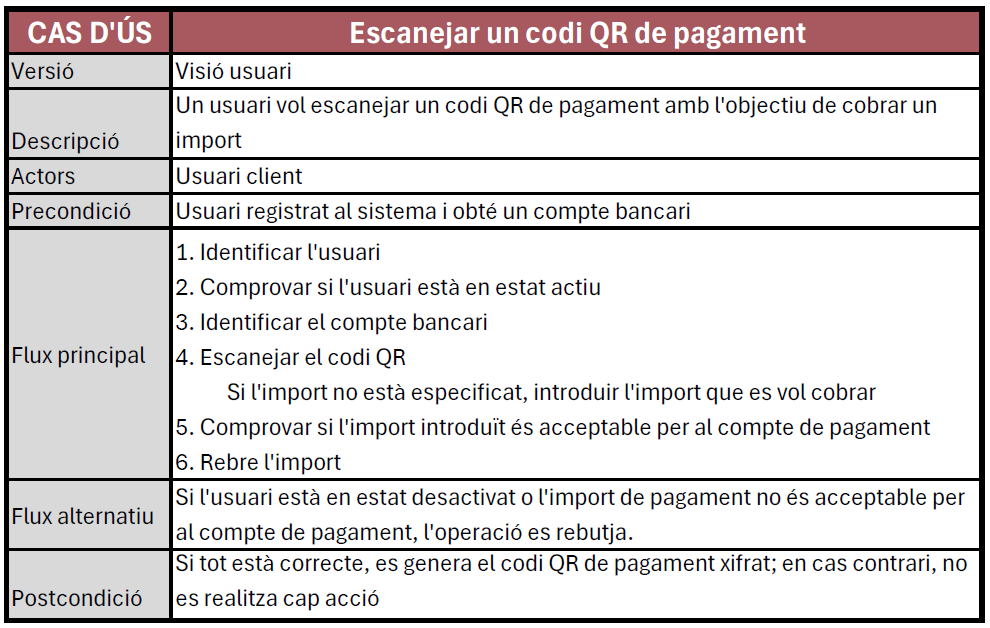 CAS D'ÚS
Escanejar un codi QR de pagament
Versió
Visió usuari
Descripció
Un usuari vol escanejar un codi QR de pagament amb l'objectiu de cobrar un
import
Actors
Usuari client
Precondició
Usuari registrat al sistema i obté un compte bancari
Flux principal
1. Identificar l'usuari
2. Comprovar si l'usuari està en estat actiu
3. Identificar el compte bancari
4. Escanejar el codi QR
Si l'import no està especificat, introduir l'import que es vol cobrar
5. Comprovar si l'import introduït és acceptable per al compte de pagament
6. Rebre l'import
Flux alternatiu
Si l'usuari està en estat desactivat o l'import de pagament no és acceptable per
al compte de pagament, l'operació es rebutja.
Postcondició
Si tot està correcte, es genera el codi QR de pagament xifrat; en cas contrari, no
es realitza cap acció